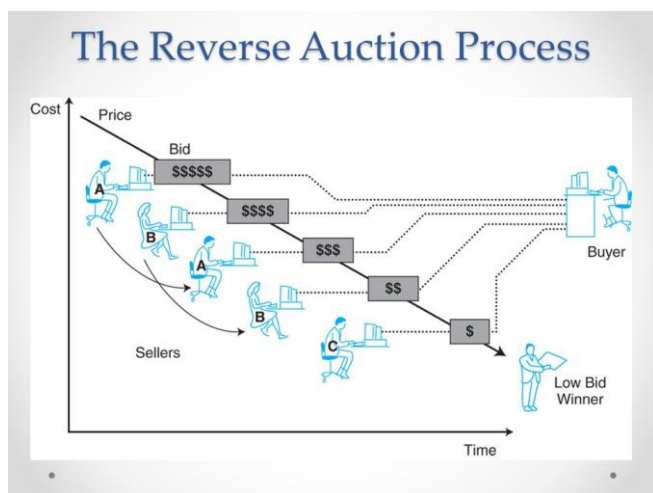 The Reverse Auction Process
Cost
Price
Bid
$$$$$
A
$$$$
B
$$$
A
Buyer
$$
B
$
C
Sellers
Low Bid
Winner
Time